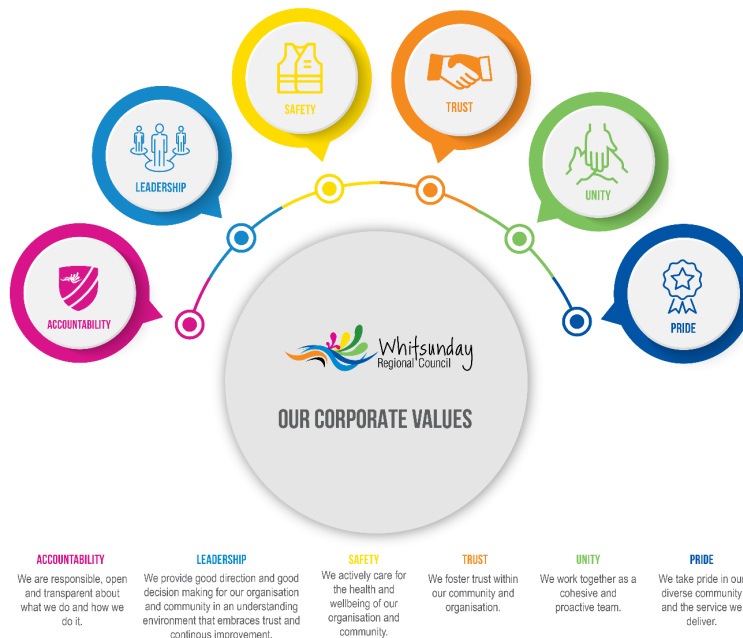 SAFETY
TRUST
LEADERSHIP
UNITY
ACCOUNTABILITY
PRIDE
Whitsunday
Regional Council
OUR CORPORATE VALUES
ACCOUNTABILITY
We are responsible, open
and transparent about
what we do and how we
do it.
LEADERSHIP
We provide good direction and good
decision making for our organisation
and community in an understanding
environment that embraces trust and
continous improvement.
SAFETY
We actively care for
the health and
wellbeing of our
organisation and
community.
TRUST
We foster trust within
our community and
organisation.
UNITY
We work together as a
cohesive and
proactive team.
PRIDE
We take pride in our
diverse community
and the service we
deliver.